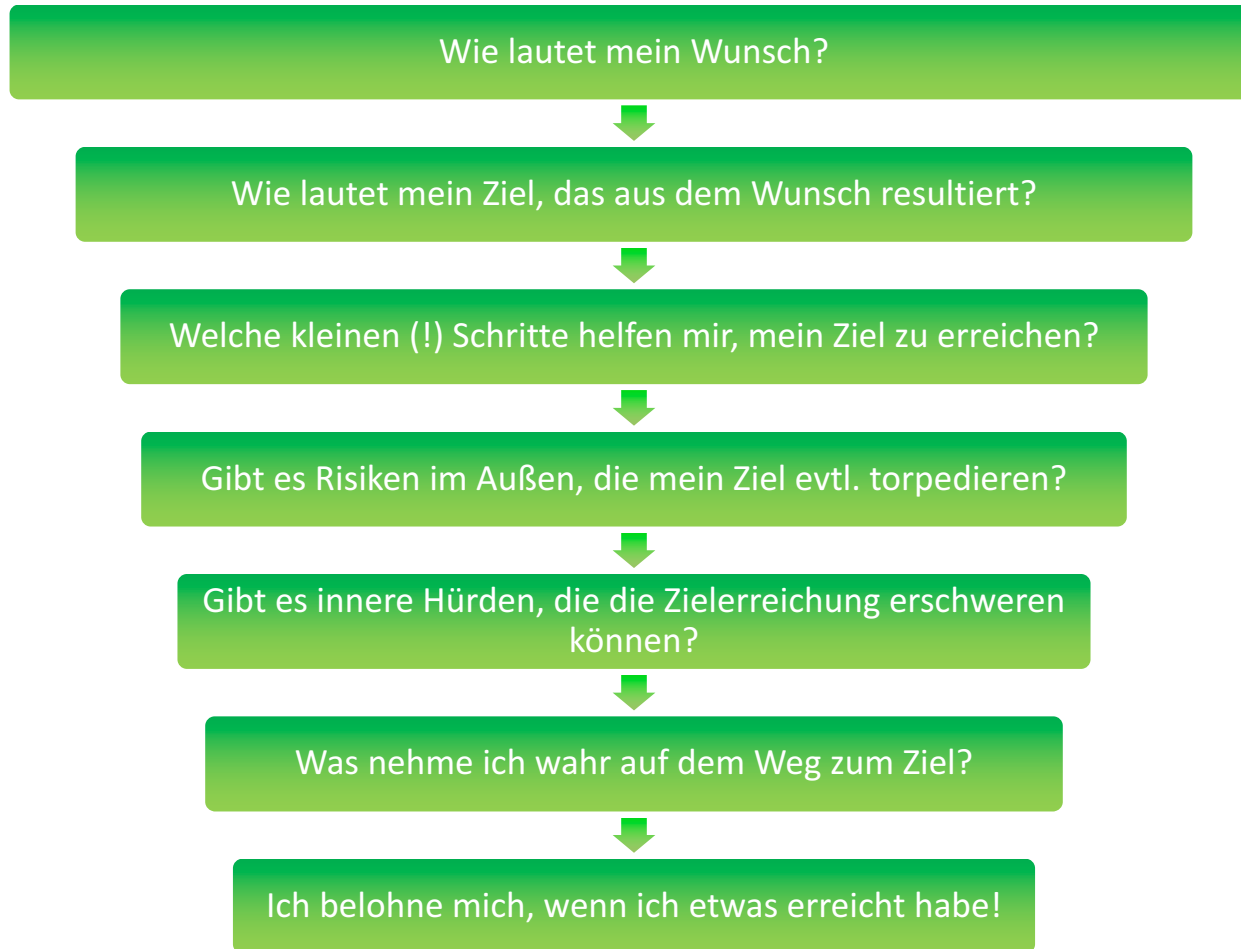 Wie lautet mein Wunsch?
Wie lautet mein Ziel, das aus dem Wunsch resultiert?
Welche kleinen (!) Schritte helfen mir, mein Ziel zu erreichen?
Gibt es Risiken im Außen, die mein Ziel evtl. torpedieren?
Gibt es innere Hürden, die die Zielerreichung erschweren
können?
Was nehme ich wahr auf dem Weg zum Ziel?
Ich belohne mich, wenn ich etwas erreicht habe!